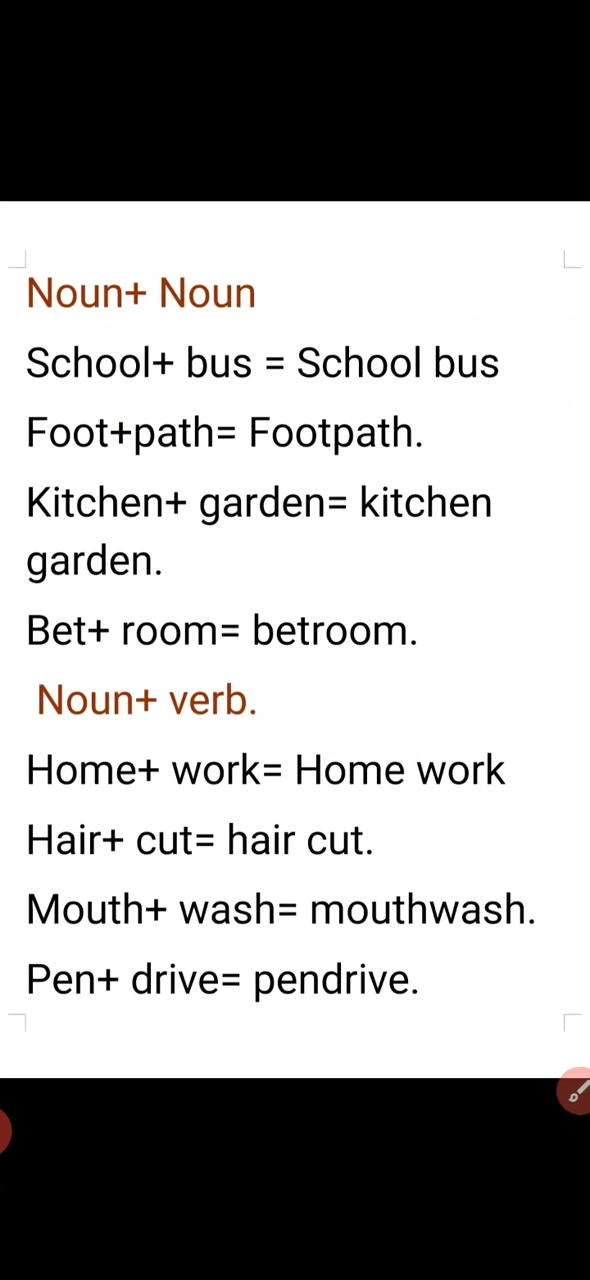 Noun+ Noun
School+ bus = School bus
Foot+path= Footpath.
Kitchen+ garden= kitchen
garden.
Bet+ room= betroom.
Noun+ verb.
Home+ work= Home work
Hair+ cut= hair cut.
Mouth+ wash= mouthwash.
Pen+ drive= pendrive.